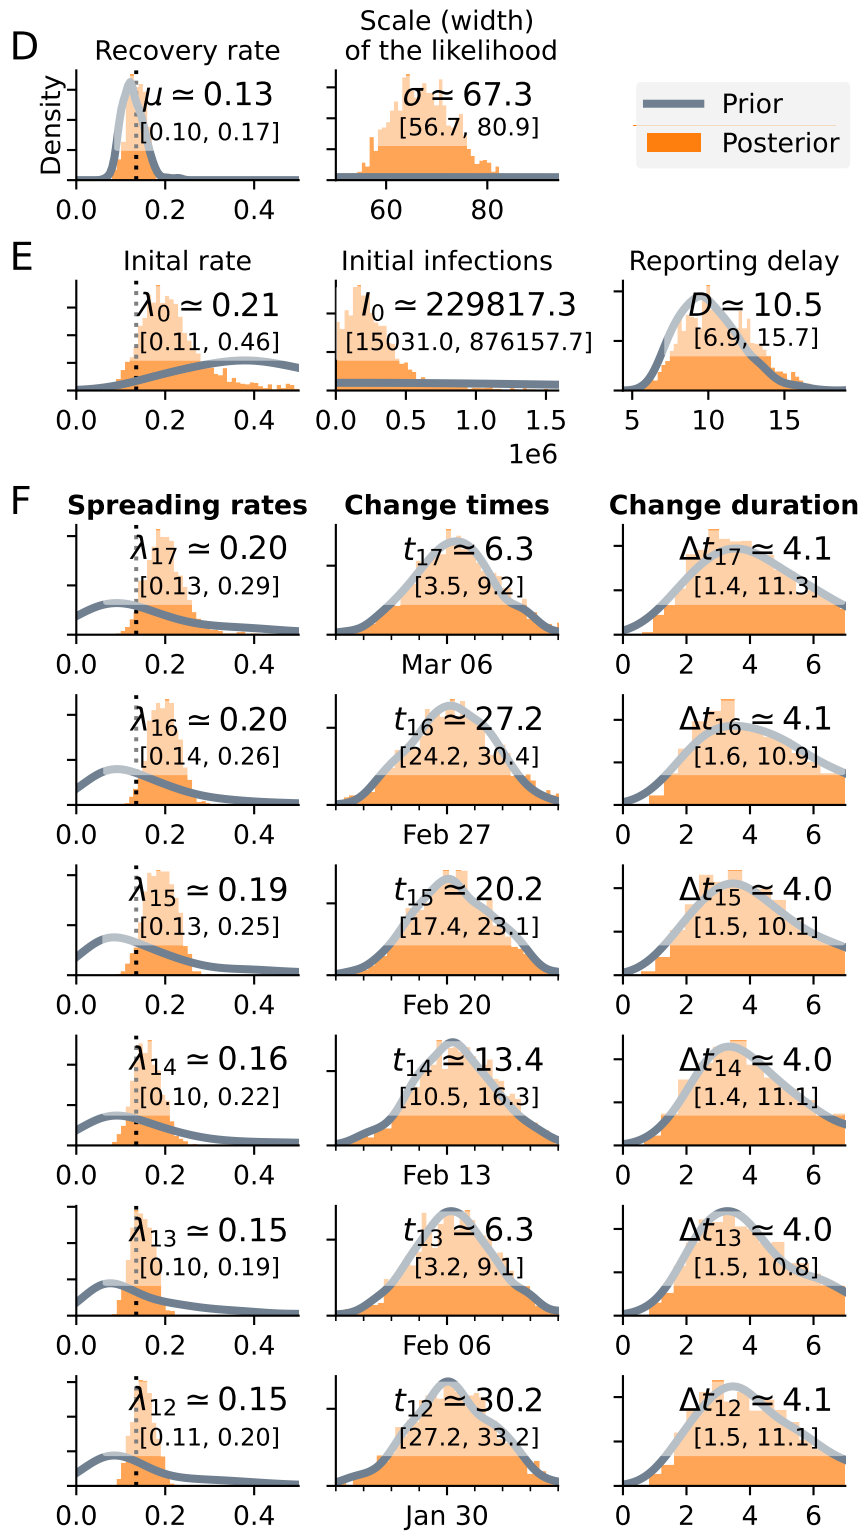 D
Recovery rate
Scale (width)
of the likelihood
Density
μ ≃ 0.13
[0.10, 0.17]
σ ≃ 67.3
[56.7, 80.9]
Prior
Posterior
0.0 0.2 0.4
60 80
E
Inital rate
Initial infections
Reporting delay
λ0 ≃ 0.21
[0.11, 0.46]
I0 ≃ 229817.3
[15031.0, 876157.7]
D ≃ 10.5
[6.9, 15.7]
0.0 0.2 0.4
0.0 0.5 1.0 1.5
1e6
5 10 15
F
Spreading rates
Change times
Change duration
λ17 ≃ 0.20
[0.13, 0.29]
t17 ≃ 6.3
[3.5, 9.2]
Δt17 ≃ 4.1
[1.4, 11.3]
0.0 0.2 0.4
Mar 06
0 2 4 6
λ16 ≃ 0.20
[0.14, 0.26]
t16 ≃ 27.2
[24.2, 30.4]
Δt16 ≃ 4.1
[1.6, 10.9]
0.0 0.2 0.4
Feb 27
0 2 4 6
λ15 ≃ 0.19
[0.13, 0.25]
t15 ≃ 20.2
[17.4, 23.1]
Δt15 ≃ 4.0
[1.5, 10.1]
0.0 0.2 0.4
Feb 20
0 2 4 6
λ14 ≃ 0.16
[0.10, 0.22]
t14 ≃ 13.4
[10.5, 16.3]
Δt14 ≃ 4.0
[1.4, 11.1]
0.0 0.2 0.4
Feb 13
0 2 4 6
λ13 ≃ 0.15
[0.10, 0.19]
t13 ≃ 6.3
[3.2, 9.1]
Δt13 ≃ 4.0
[1.5, 10.8]
0.0 0.2 0.4
Feb 06
0 2 4 6
λ12 ≃ 0.15
[0.11, 0.20]
t12 ≃ 30.2
[27.2, 33.2]
Δt12 ≃ 4.1
[1.5, 11.1]
0.0 0.2 0.4
Jan 30
0 2 4 6